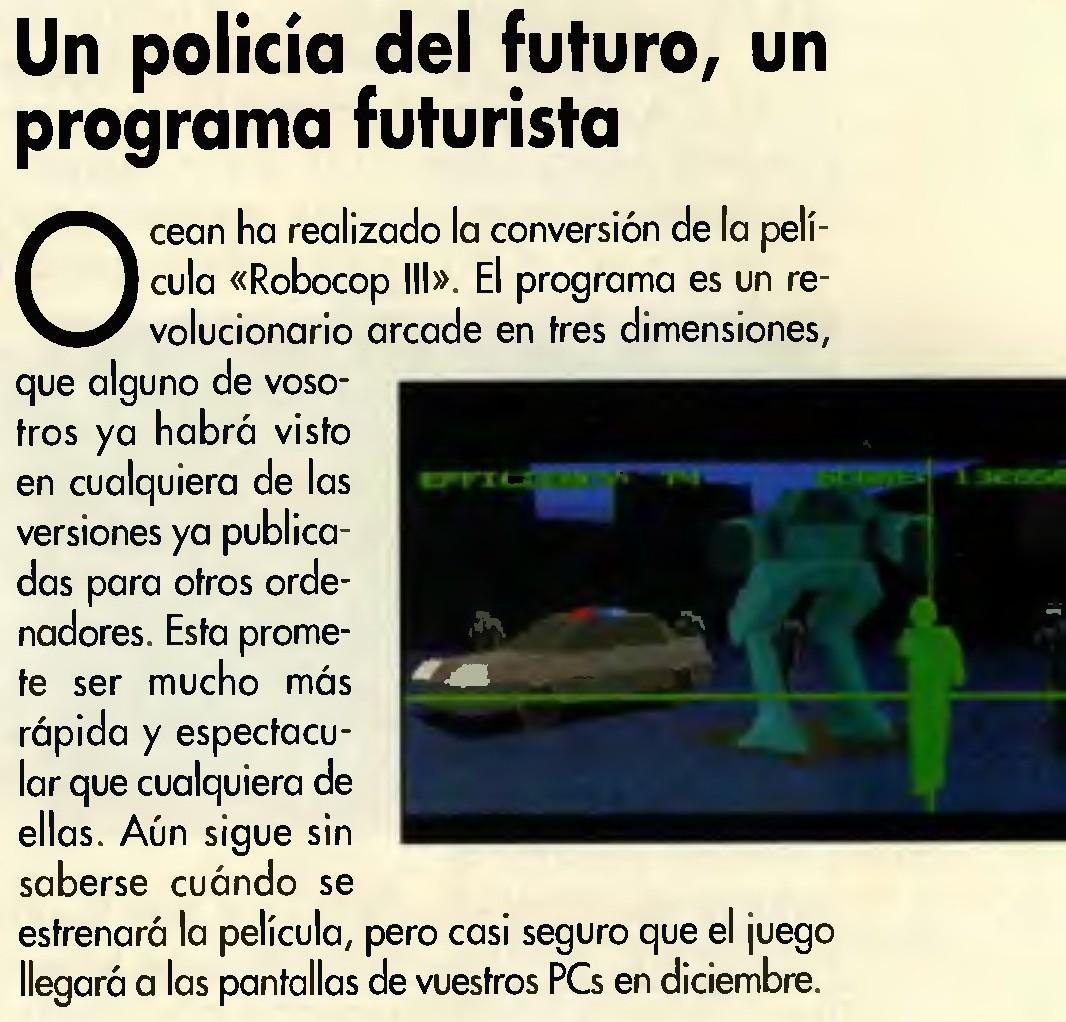 Un policía del futuro, un
programa futurista
Ocean ha realizado la conversión de la pelí-
cula «Robocop III». El programa es un re-
volucionario arcade en tres dimensiones,
que alguno de voso-
tros ya habrá visto
en cualquiera de las
versiones ya publica-
das para otros orde-
nadores. Esta prome-
te ser mucho más
rápida y espectacu-
lar que cualquiera de
ellas. Aún sigue sin
saberse cuándo se
estrenará la película, pero casi seguro que el juego
llegará a las pantallas de vuestros PCs en diciembre.